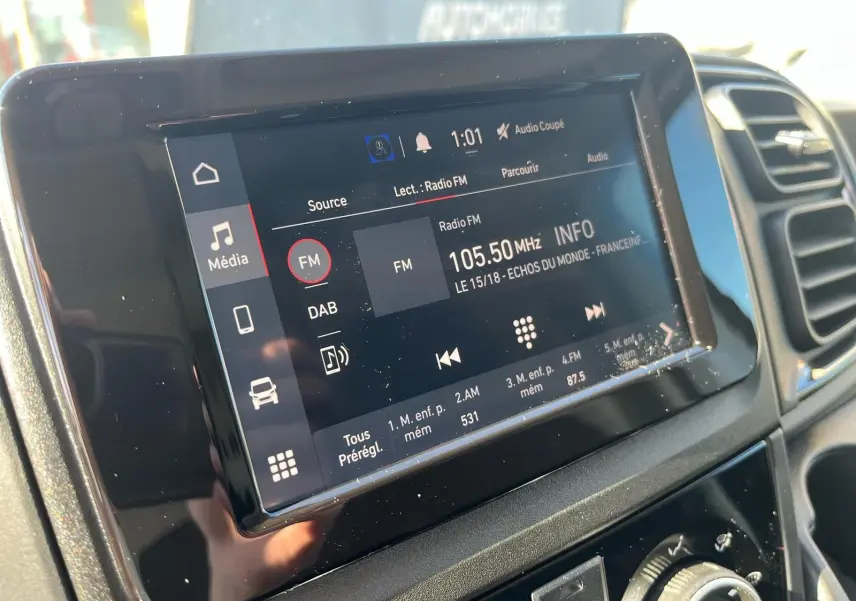 AUTOMOBILISE
1:01 Audio Coupé
Source Lect. : Radio FM Parcourir Audio
Média
FM
DAB
FM
Radio FM
105.50 MHz INFO
LE 15/18 - ECHOS DU MONDE - FRANCEINF...
Tous Prérégl.
1. M. enf. p. mém
2.AM 531
3. M. enf. p. mém
4.FM 87.5
5. M. enf. p. mém